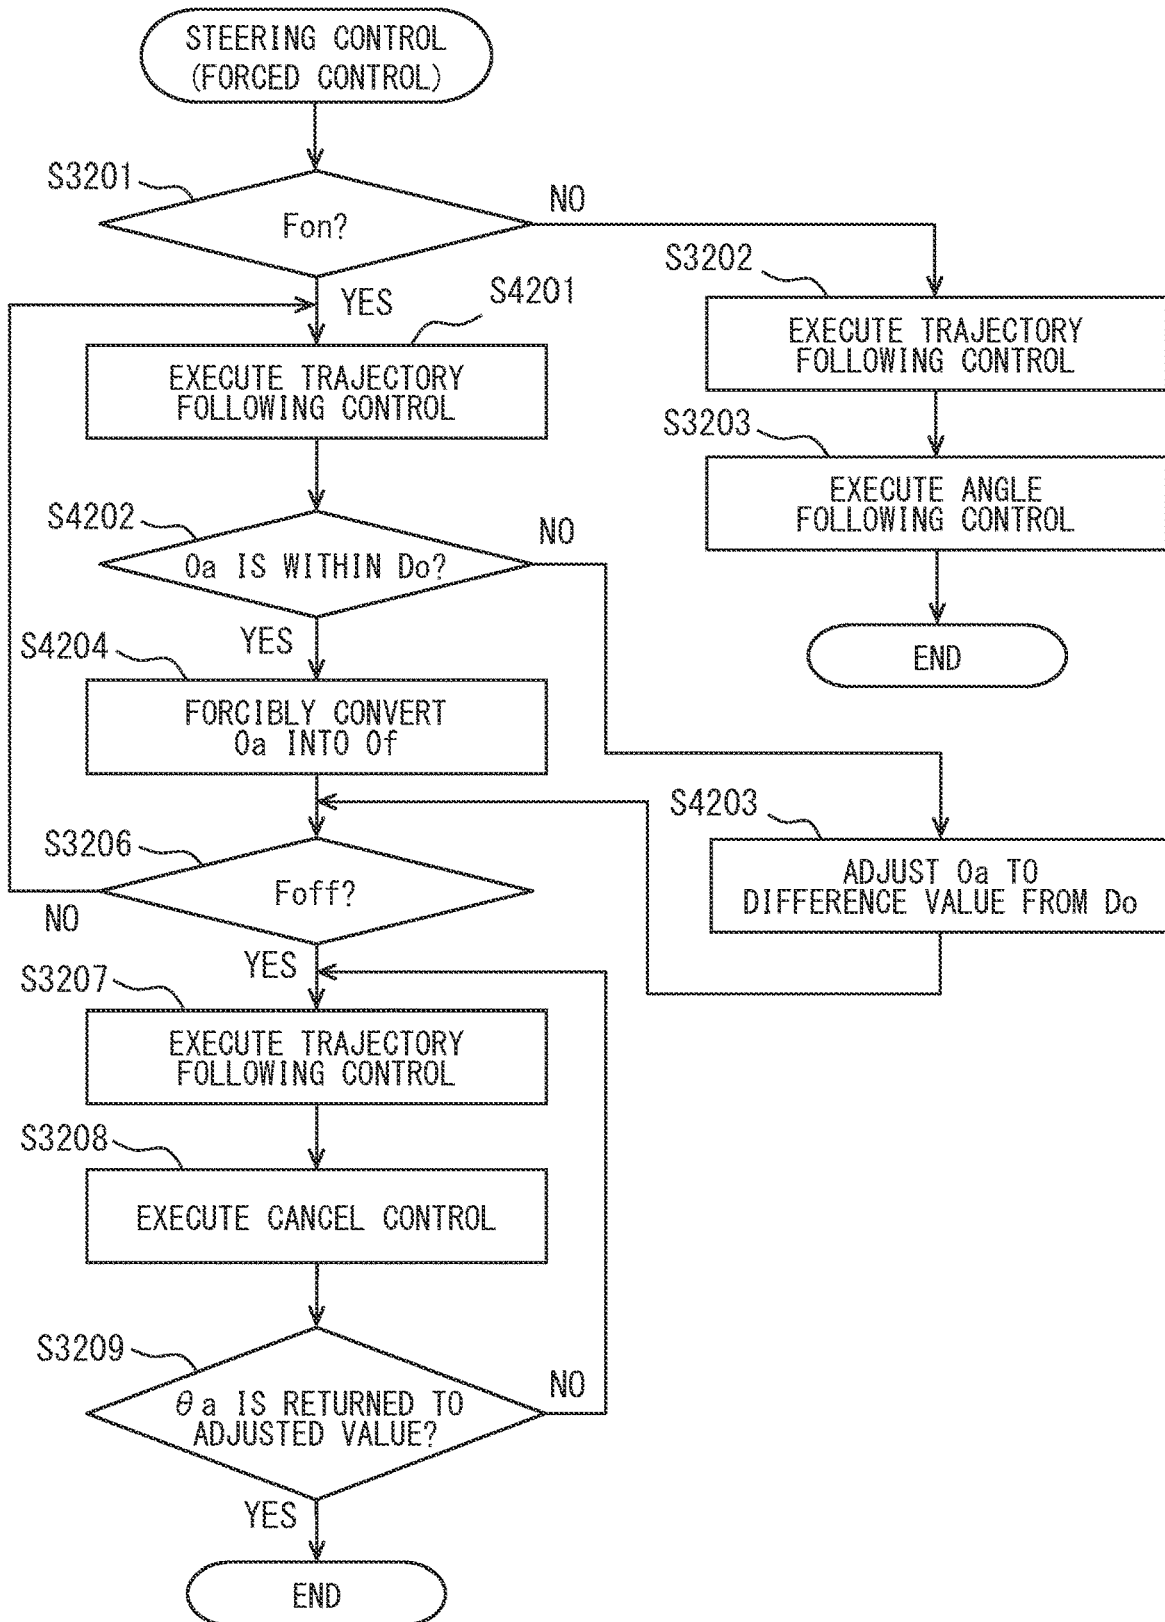 STEERING CONTROL
(FORCED CONTROL)
S3201
Fon?
NO
YES
S4201
EXECUTE TRAJECTORY
FOLLOWING CONTROL
S3202
EXECUTE TRAJECTORY
FOLLOWING CONTROL
S3203
EXECUTE ANGLE
FOLLOWING CONTROL
END
S4202
Oa IS WITHIN Do?
NO
YES
S4204
FORCIBLY CONVERT
Oa INTO Of
S4203
ADJUST Oa TO
DIFFERENCE VALUE FROM Do
S3206
Foff?
NO
YES
S3207
EXECUTE TRAJECTORY
FOLLOWING CONTROL
S3208
EXECUTE CANCEL CONTROL
S3209
θa IS RETURNED TO
ADJUSTED VALUE?
NO
YES
END